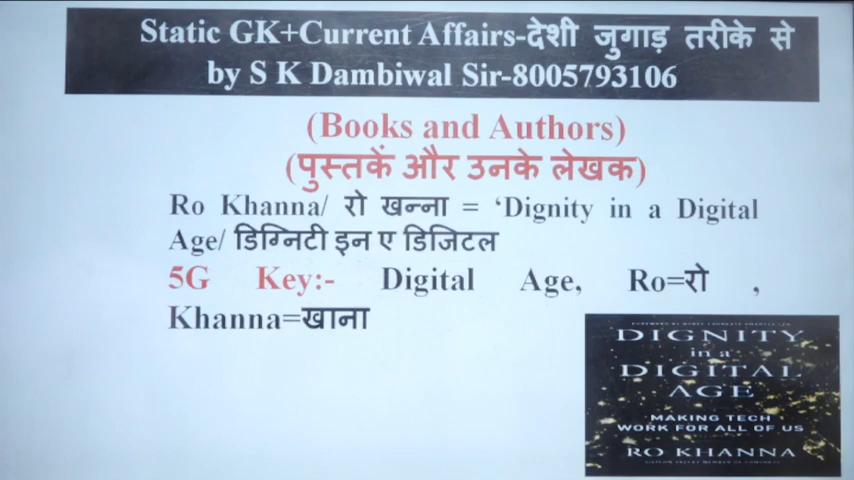 Static GK+Current Affairs-देशी जुगाड़ तरीके से
by S K Dambiwal Sir-8005793106
(Books and Authors)
(पुस्तकें और उनके लेखक)
Ro Khanna/ रो खन्ना = ‘Dignity in a Digital
Age/ डिग्निटी इन ए डिजिटल
5G Key:- Digital Age, Ro=रो ,
Khanna=खाना
DIGNITY
in a
DIGITAL
AGE
MAKING TECH
WORK FOR ALL OF US
RO KHANNA